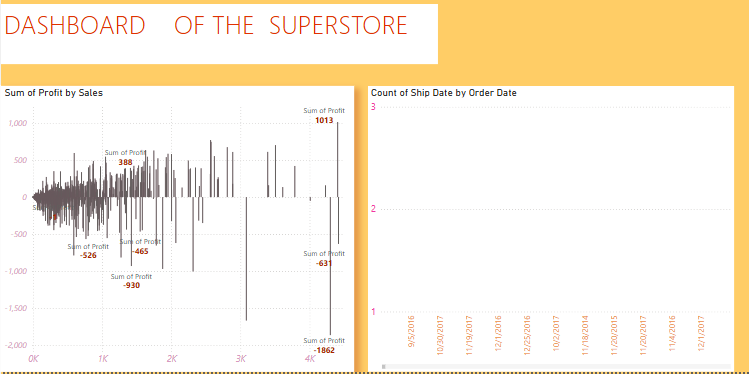 DASHBOARD OF THE SUPERSTORE
Sum of Profit by Sales
Sum of Profit
1013
1,000
Sum of Profit
388
500
0
-500
Sum of Profit
-526
Sum of Profit
-465
Sum of Profit
-631
-1,000
Sum of Profit
-930
-1,500
Sum of Profit
-1862
-2,000
0K 1K 2K 3K 4K
Count of Ship Date by Order Date
3
2
1
9/5/2016
10/30/2017
11/19/2017
12/1/2016
12/25/2016
10/2/2017
11/18/2014
11/20/2015
11/20/2017
11/4/2016
12/1/2017